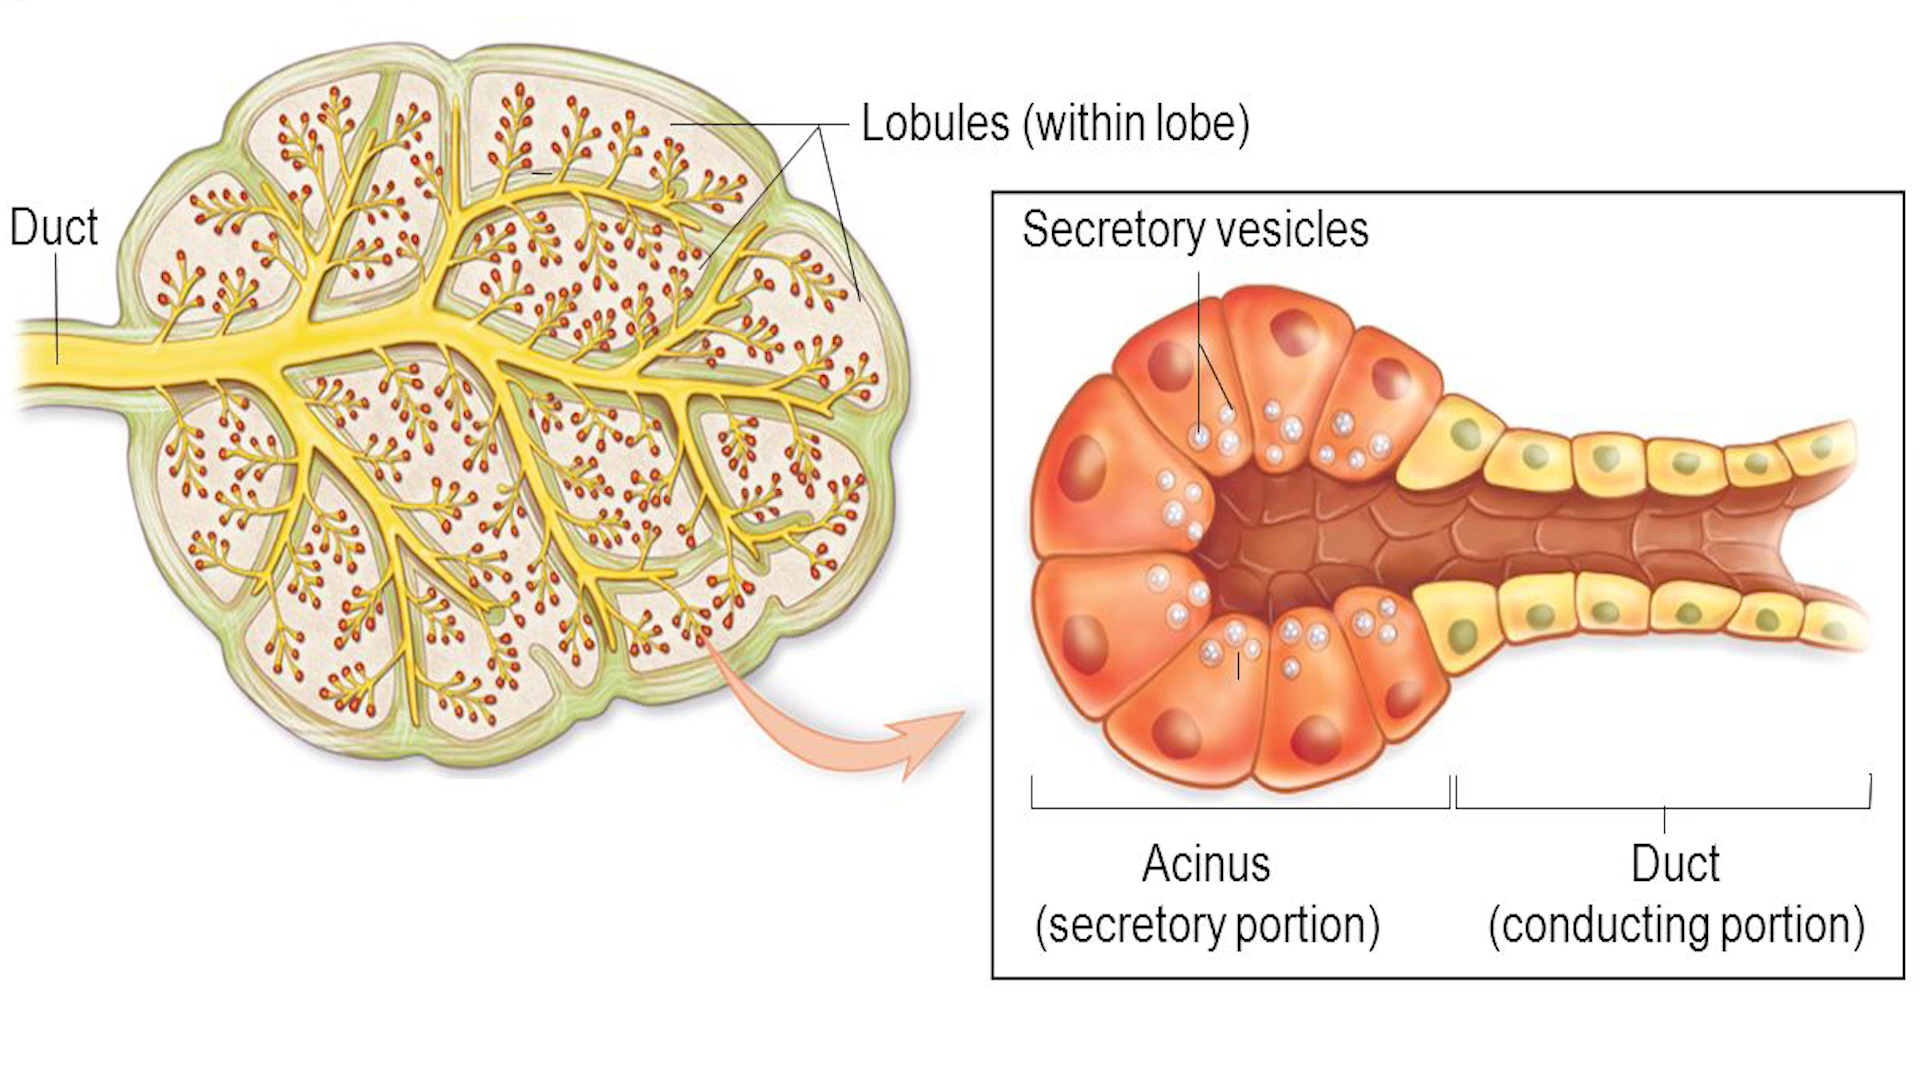 Lobules (within lobe)
Duct
Secretory vesicles
Acinus
(secretory portion)
Duct
(conducting portion)